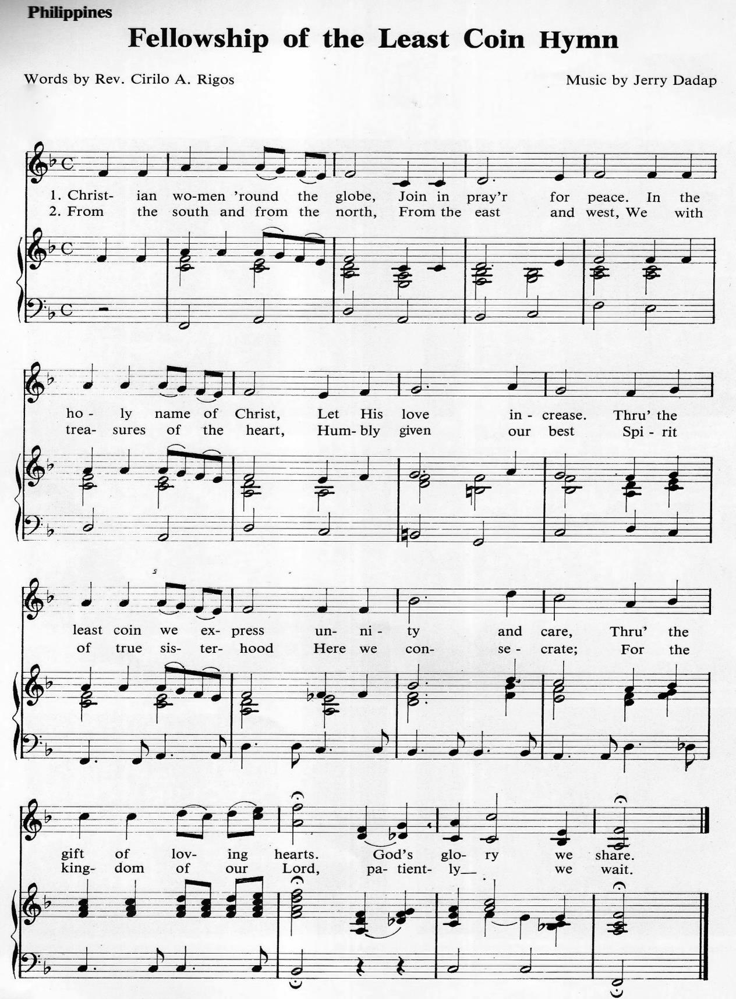 Philippines
Fellowship of the Least Coin Hymn
Words by Rev. Cirilo A. Rigos
Music by Jerry Dadap
1. Christ- ian wo-men 'round the globe, Join in pray'r for peace. In the
2. From the south and from the north, From the east and west, We with
ho - ly name of Christ, Let His love in - crease. Thru' the
trea- sures of the heart, Hum- bly given our best Spi - rit
least coin we ex- press un- ni - ty and care, Thru' the
of true sis- ter- hood Here we con- se - crate; For the
gift of lov- ing hearts. God's glo- ry we share.
king- dom of our Lord, pa- tient- ly__ we wait.